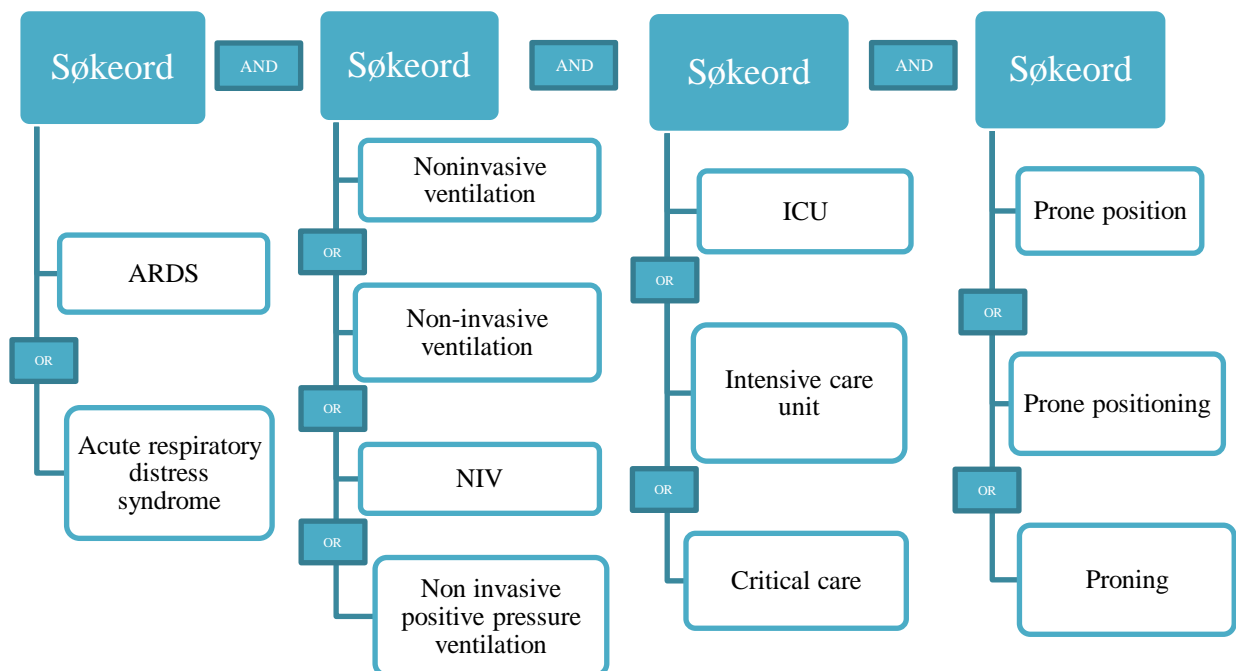 Søkeord
AND
Søkeord
AND
Søkeord
AND
Søkeord
ARDS
OR
Acute respiratory
distress
syndrome
Noninvasive
ventilation
OR
Non-invasive
ventilation
OR
NIV
OR
Non invasive
positive pressure
ventilation
ICU
OR
Intensive care
unit
OR
Critical care
Prone position
OR
Prone positioning
OR
Proning